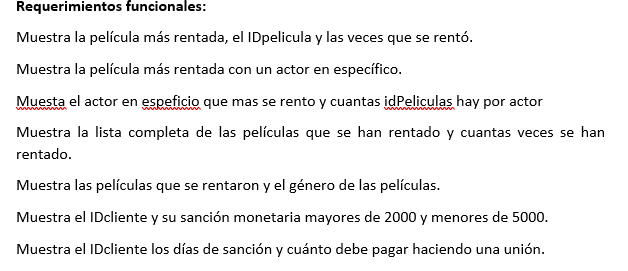 Requerimientos funcionales:
Muestra la película más rentada, el IDpelicula y las veces que se rentó.
Muestra la película más rentada con un actor en específico.
Muesta el actor en espeficio que mas se rento y cuantas idPeliculas hay por actor
Muestra la lista completa de las películas que se han rentado y cuantas veces se han
rentado.
Muestra las películas que se rentaron y el género de las películas.
Muestra el IDcliente y su sanción monetaria mayores de 2000 y menores de 5000.
Muestra el IDcliente los días de sanción y cuánto debe pagar haciendo una unión.